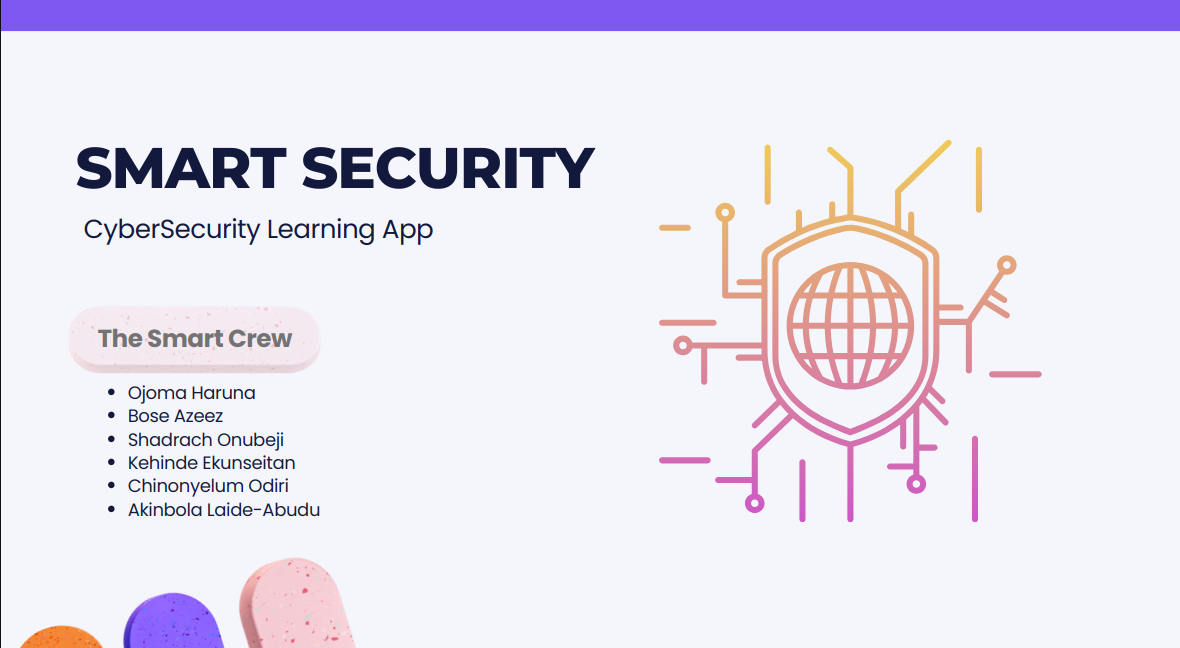 SMART SECURITY
CyberSecurity Learning App
The Smart Crew
• Ojoma Haruna
• Bose Azeez
• Shadrach Onubeji
• Kehinde Ekunseitan
• Chinonyelum Odiri
• Akinbola Laide-Abudu